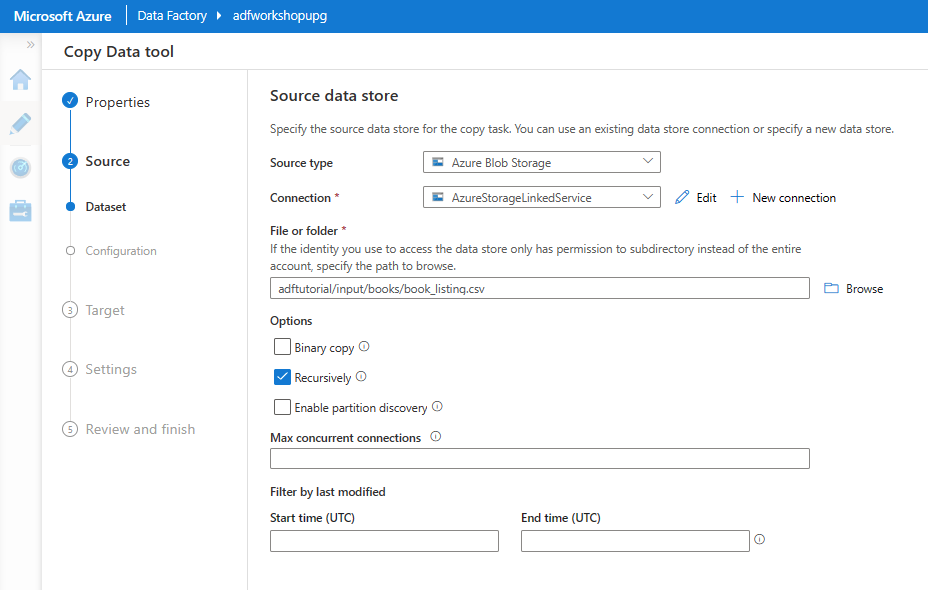 Microsoft Azure Data Factory adfworkshopupg
Copy Data tool
Properties
2 Source
Dataset
Configuration
3 Target
4 Settings
5 Review and finish
Source data store
Specify the source data store for the copy task. You can use an existing data store connection or specify a new data store.
Source type Azure Blob Storage
Connection * AzureStorageLinkedService Edit New connection
File or folder *
If the identity you use to access the data store only has permission to subdirectory instead of the entire
account, specify the path to browse.
adftutorial/input/books/book_listing.csv Browse
Options
Binary copy
Recursively
Enable partition discovery
Max concurrent connections
Filter by last modified
Start time (UTC) End time (UTC)